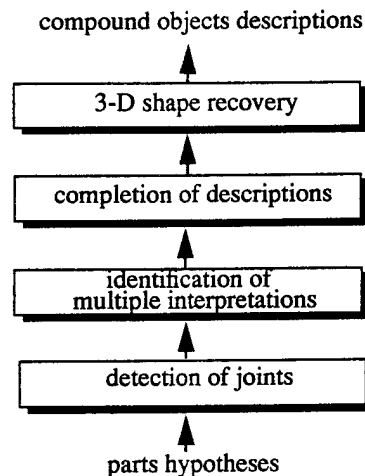 compound objects descriptions
3-D shape recovery
completion of descriptions
identification of
multiple interpretations
detection of joints
parts hypotheses